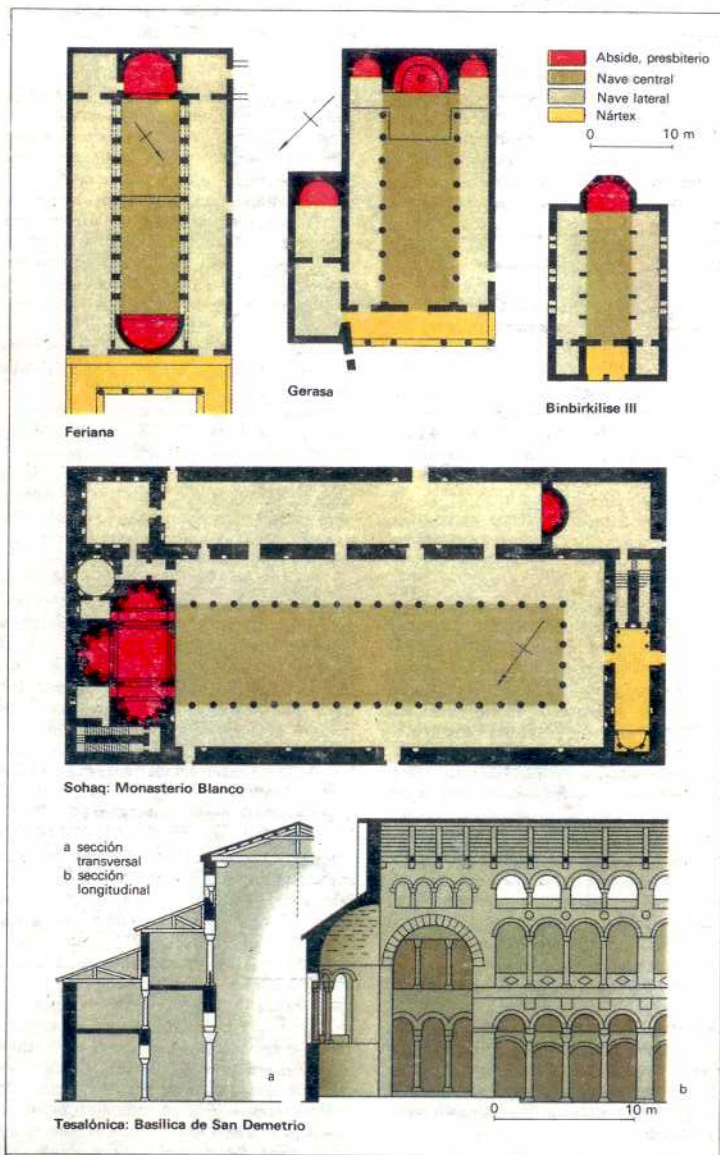 Abside, presbiterio
Nave central
Nave lateral
Nártex
0 10 m
Feriana
Gerasa
Binbirkilise III
Sohaq: Monasterio Blanco
a sección
transversal
b sección
longitudinal
a
b
0 10 m
Tesalónica: Basílica de San Demetrio